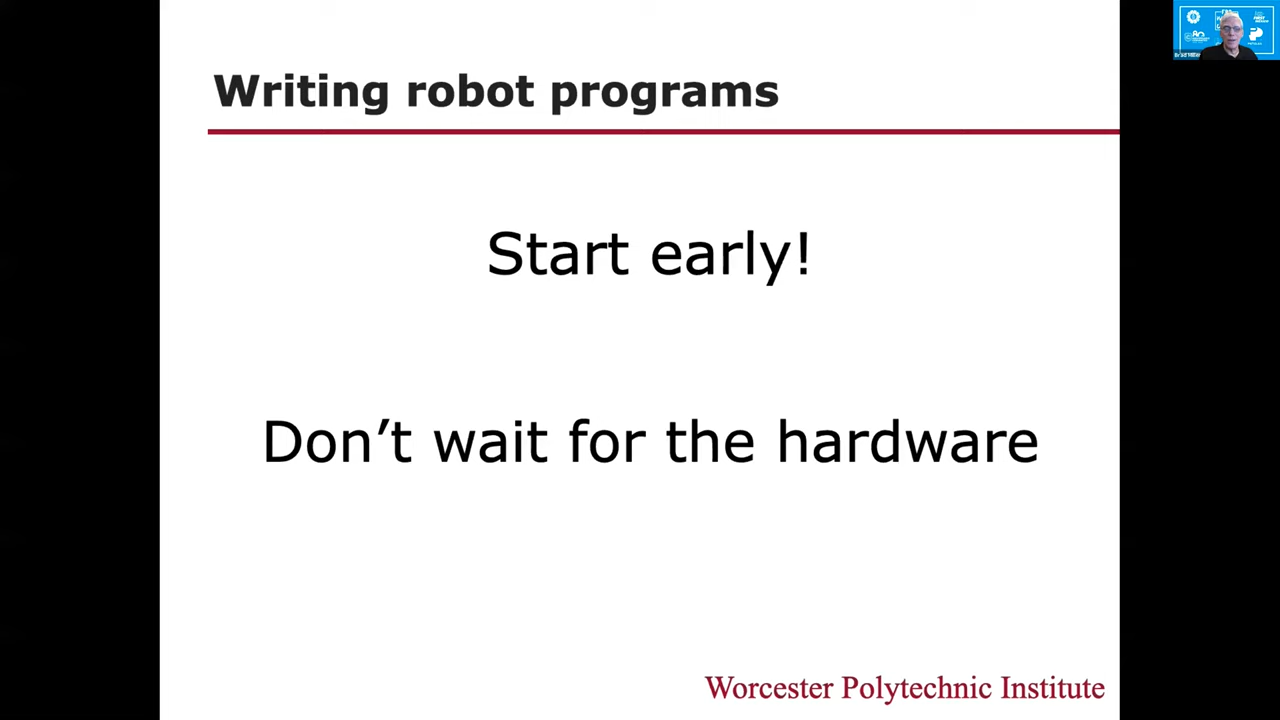 Writing robot programs
Start early!
Don’t wait for the hardware
Worcester Polytechnic Institute